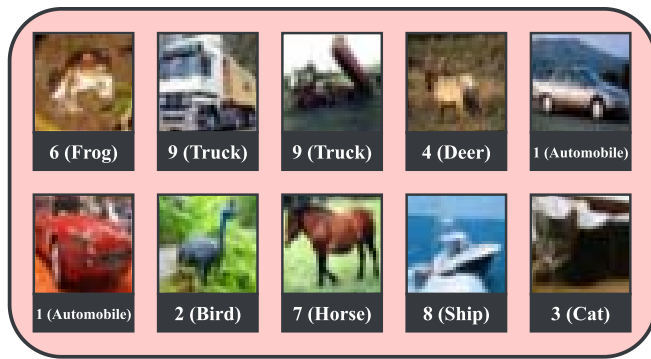 6 (Frog)
9 (Truck)
9 (Truck)
4 (Deer)
1 (Automobile)
1 (Automobile)
2 (Bird)
7 (Horse)
8 (Ship)
3 (Cat)